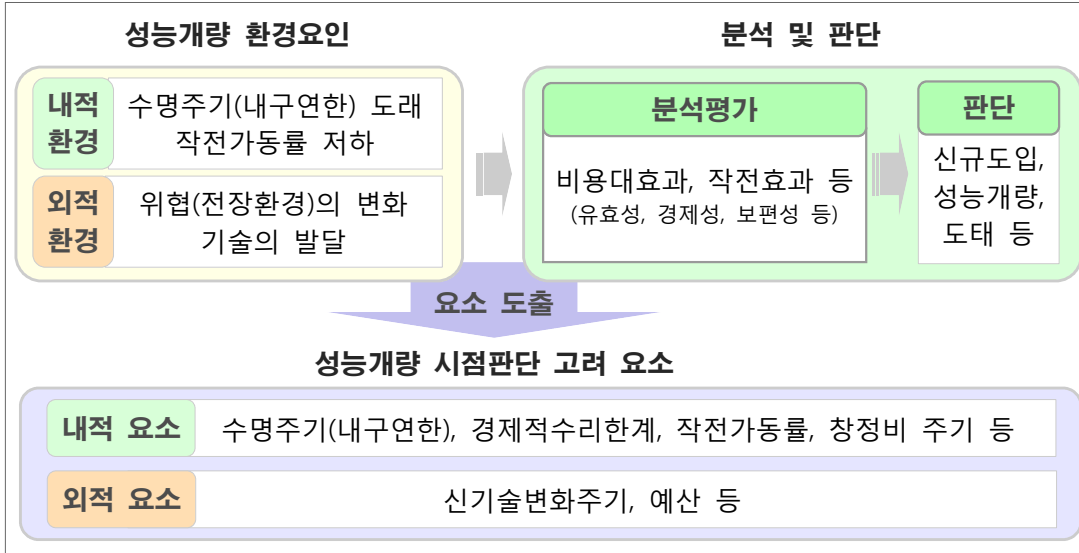 성능개량 환경요인
내적
환경
수명주기(내구연한) 도래
작전가동률 저하
외적
환경
위협(전장환경)의 변화
기술의 발달
분석 및 판단
분석평가
비용대효과, 작전효과 등
(유효성, 경제성, 보편성 등)
판단
신규도입,
성능개량,
도태 등
요소 도출
성능개량 시점판단 고려 요소
내적 요소
수명주기(내구연한), 경제적수리한계, 작전가동률, 창정비 주기 등
외적 요소
신기술변화주기, 예산 등